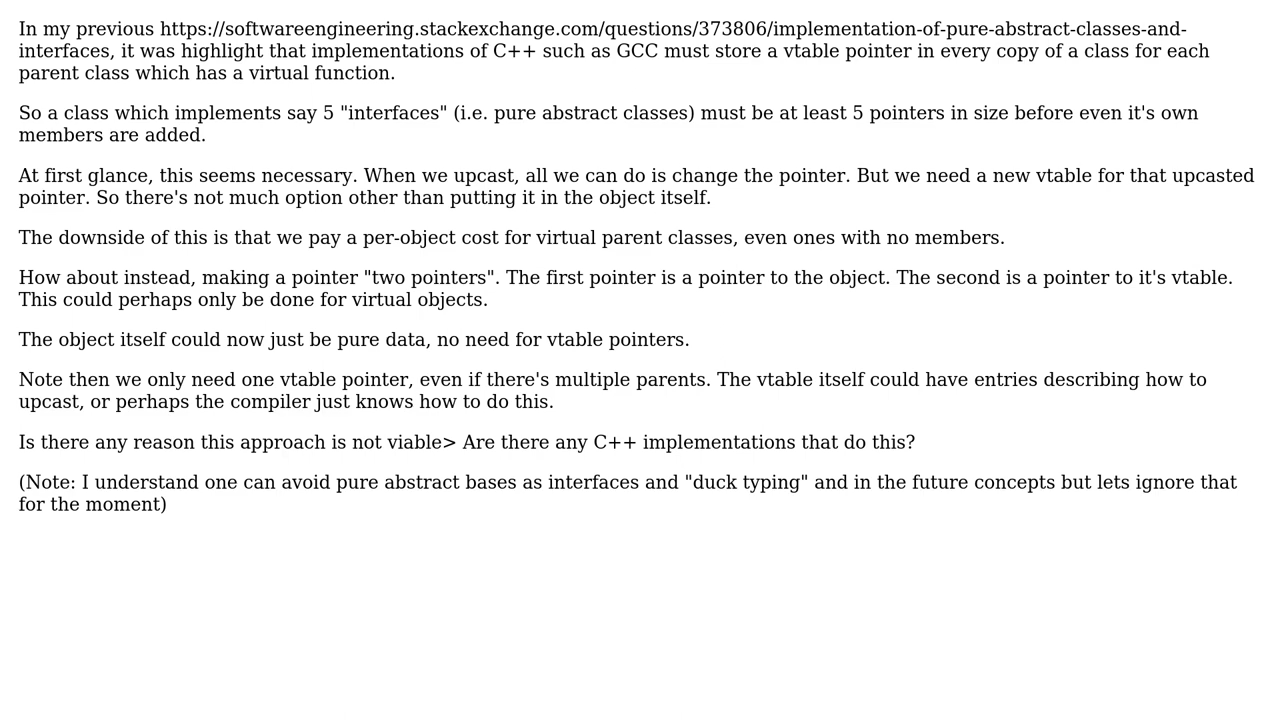 In my previous https://softwareengineering.stackexchange.com/questions/373806/implementation-of-pure-abstract-classes-and-
interfaces, it was highlight that implementations of C++ such as GCC must store a vtable pointer in every copy of a class for each
parent class which has a virtual function.
So a class which implements say 5 "interfaces" (i.e. pure abstract classes) must be at least 5 pointers in size before even it's own
members are added.
At first glance, this seems necessary. When we upcast, all we can do is change the pointer. But we need a new vtable for that upcasted
pointer. So there's not much option other than putting it in the object itself.
The downside of this is that we pay a per-object cost for virtual parent classes, even ones with no members.
How about instead, making a pointer "two pointers". The first pointer is a pointer to the object. The second is a pointer to it's vtable.
This could perhaps only be done for virtual objects.
The object itself could now just be pure data, no need for vtable pointers.
Note then we only need one vtable pointer, even if there's multiple parents. The vtable itself could have entries describing how to
upcast, or perhaps the compiler just knows how to do this.
Is there any reason this approach is not viable> Are there any C++ implementations that do this?
(Note: I understand one can avoid pure abstract bases as interfaces and "duck typing" and in the future concepts but lets ignore that
for the moment)